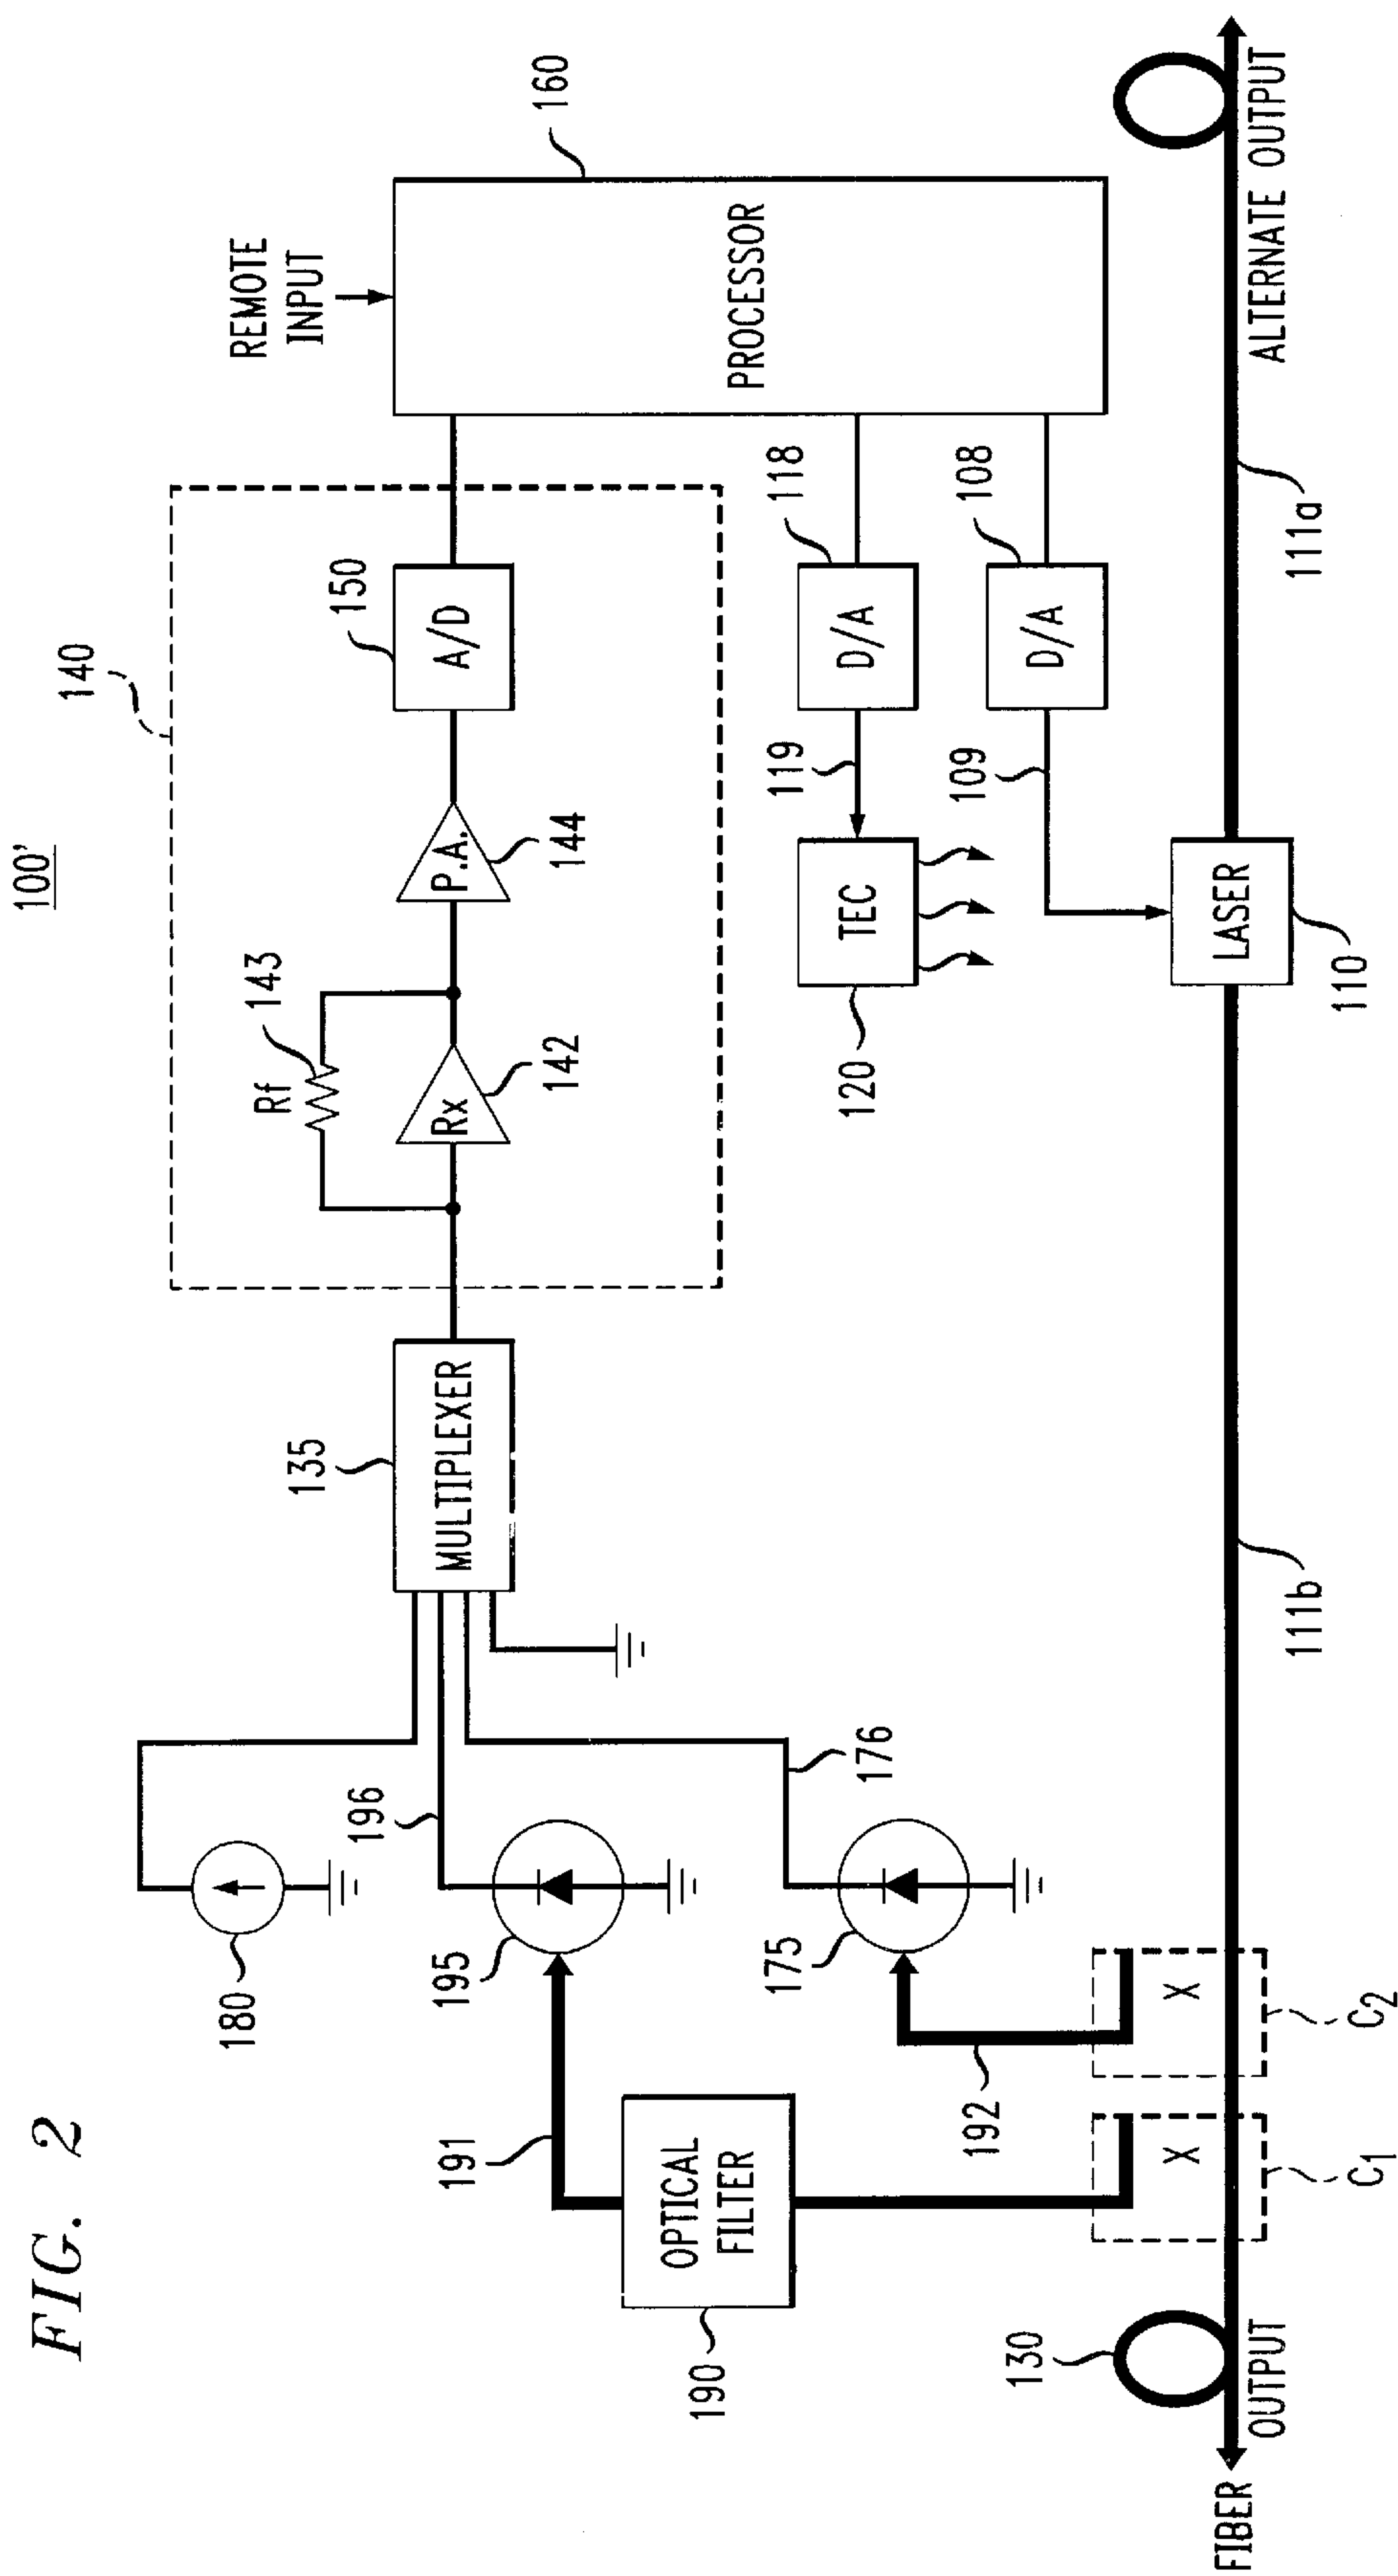 FIG. 2
100'
140
REMOTE
INPUT
160
PROCESSOR
150
A/D
P.A.
144
Rf
143
Rx
142
135
MULTIPLEXER
180
196
195
191
176
175
192
OPTICAL
FILTER
190
118
D/A
119
TEC
120
108
D/A
109
LASER
110
111a
111b
X
C2
X
C1
130
OUTPUT
FIBER
ALTERNATE OUTPUT